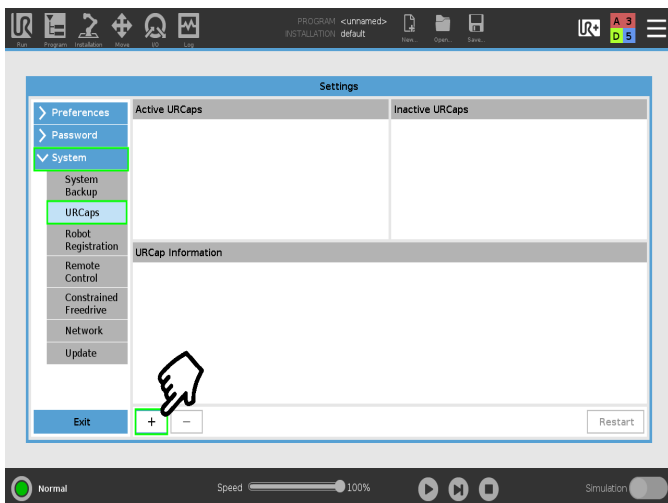 UR
PROGRAM <unnamed>
INSTALLATION default
Run Program Installation Move I/O Log New... Open... Save...
UR+
A 3
D 5
Settings
Preferences
Password
System
System
Backup
URCaps
Robot
Registration
Remote
Control
Constrained
Freedrive
Network
Update
Exit
Active URCaps
Inactive URCaps
URCap Information
+ −
Restart
Normal
Speed 100%
Simulation